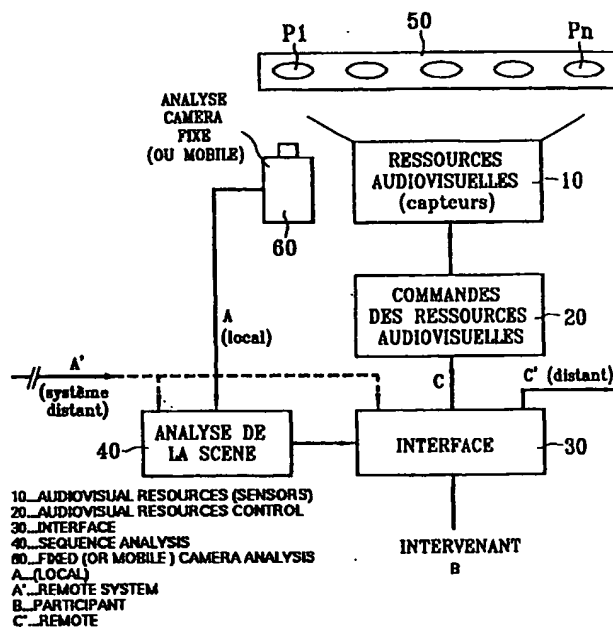 50
P1
Pn
ANALYSE
CAMERA
FIXE
(OU MOBILE)
RESSOURCES
AUDIOVISUELLES
(capteurs)
10
60
COMMANDES
DES RESSOURCES
AUDIOVISUELLES
20
A
(local)
A'
(système
distant)
C
C' (distant)
ANALYSE DE
LA SCENE
40
INTERFACE
30
INTERVENANT
B
10...AUDIOVISUAL RESOURCES (SENSORS)
20...AUDIOVISUAL RESOURCES CONTROL
30...INTERFACE
40...SEQUENCE ANALYSIS
60...FIXED (OR MOBILE ) CAMERA ANALYSIS
A...(LOCAL)
A'...REMOTE SYSTEM
B...PARTICIPANT
C'...REMOTE